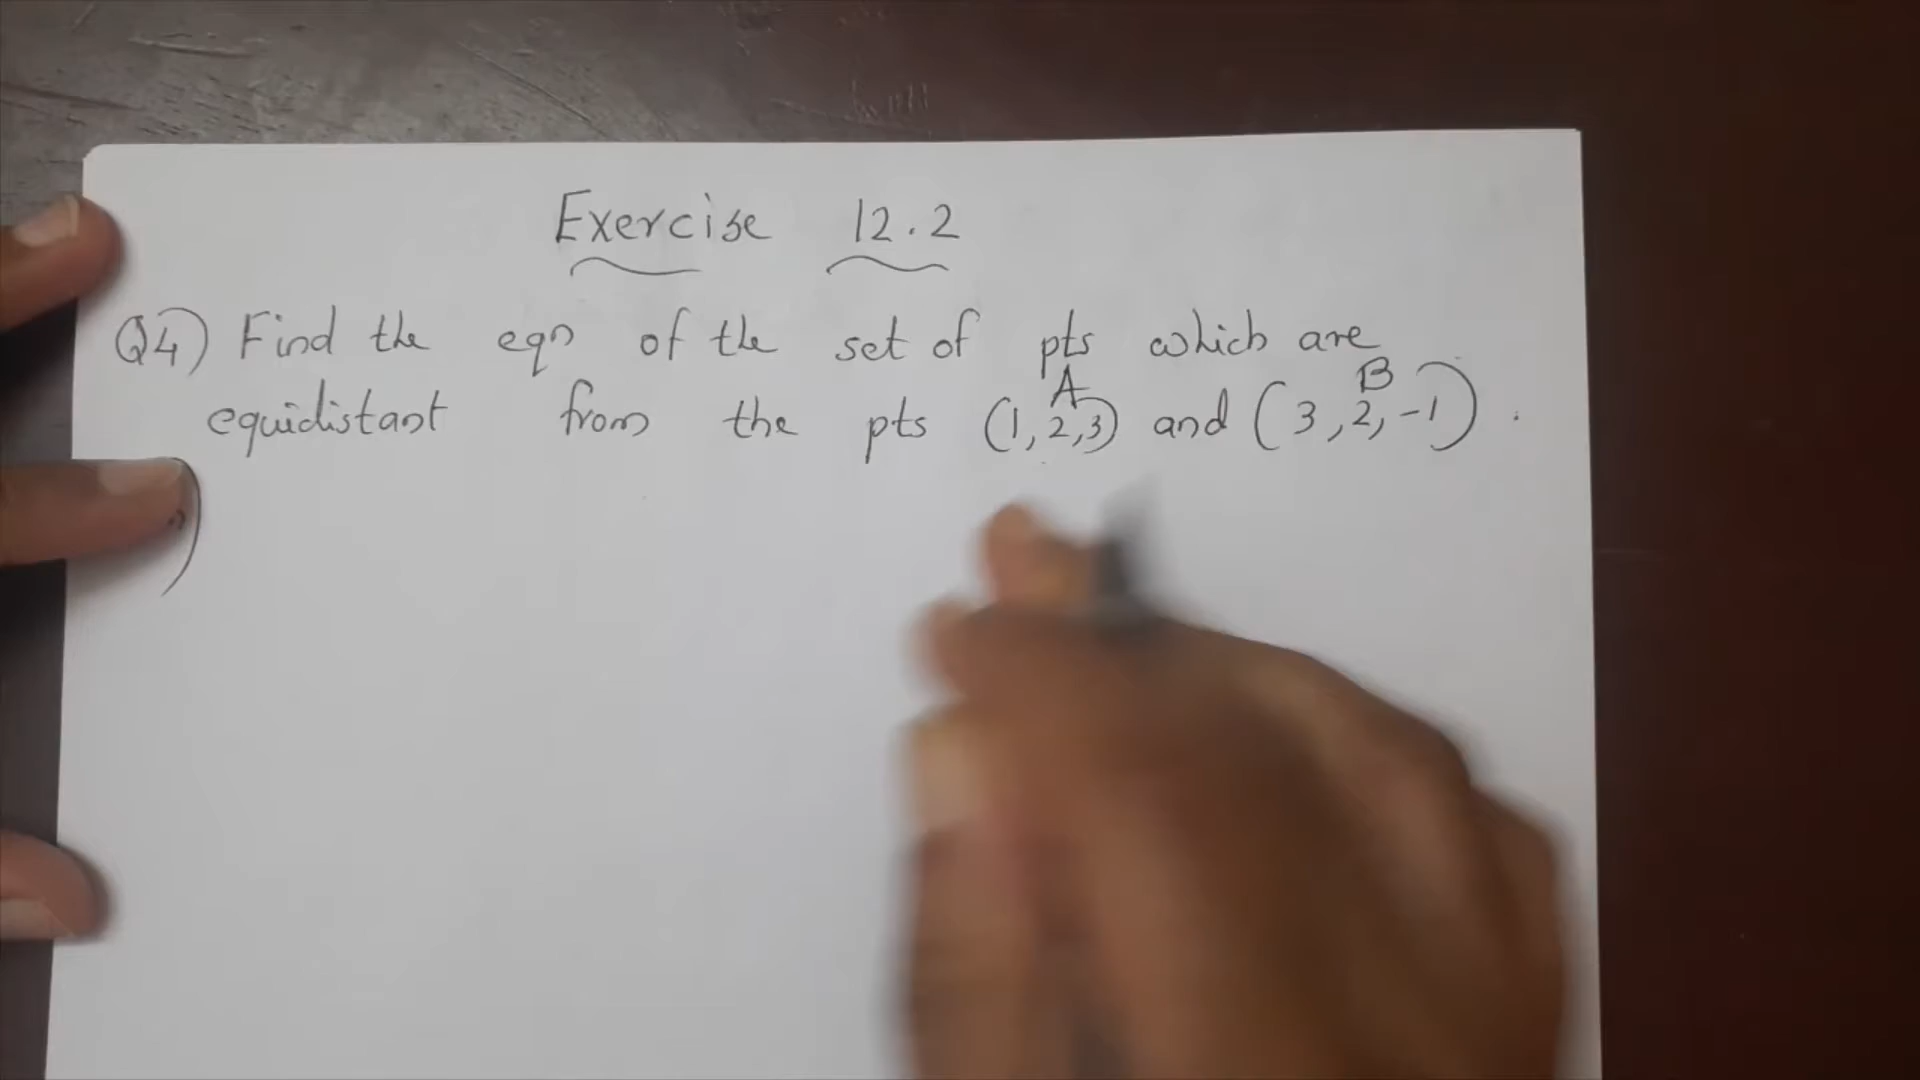 Exercise 12.2
Q4) Find the eqn of the set of pts which are
A B
equidistant from the pts (1,2,3) and (3,2,-1).
)